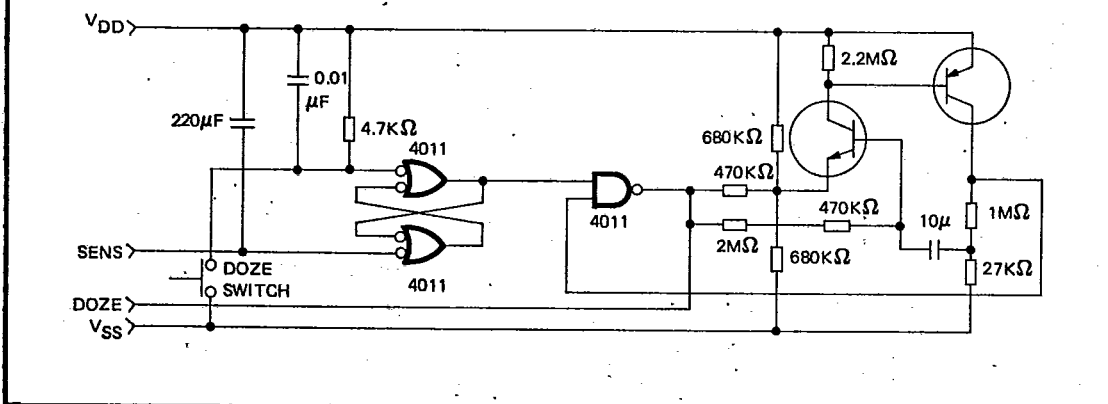 VDD
2.2MΩ
0.01
µF
220µF
4.7KΩ
4011
680KΩ
470KΩ
4011
470KΩ
10µ
1MΩ
2MΩ
SENS
680KΩ
27KΩ
DOZE
SWITCH
4011
DOZE
VSS